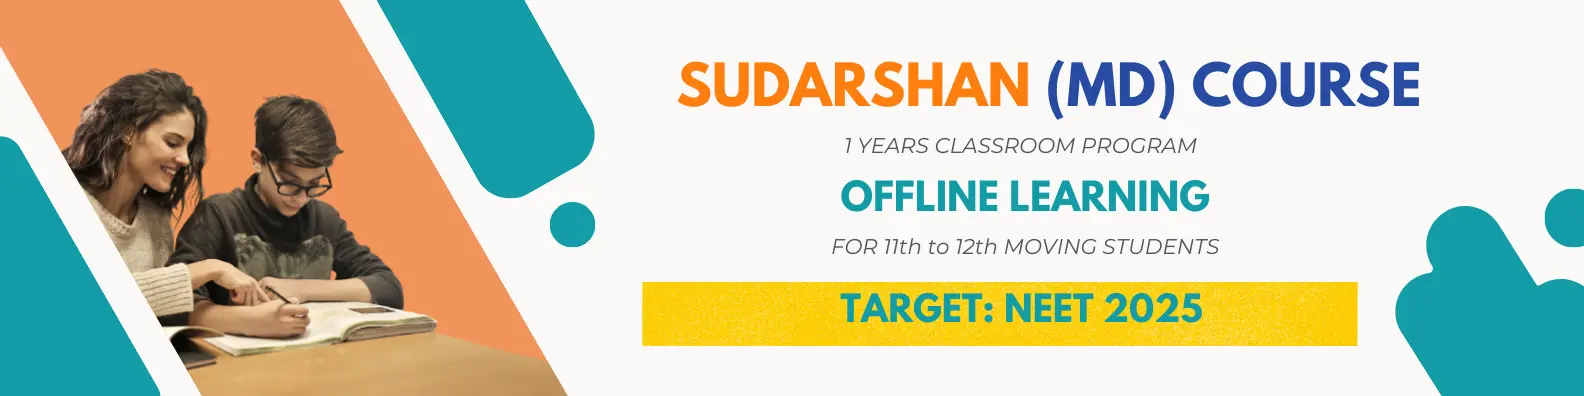 SUDARSHAN (MD) COURSE
1 YEARS CLASSROOM PROGRAM
OFFLINE LEARNING
FOR 11th to 12th MOVING STUDENTS
TARGET: NEET 2025